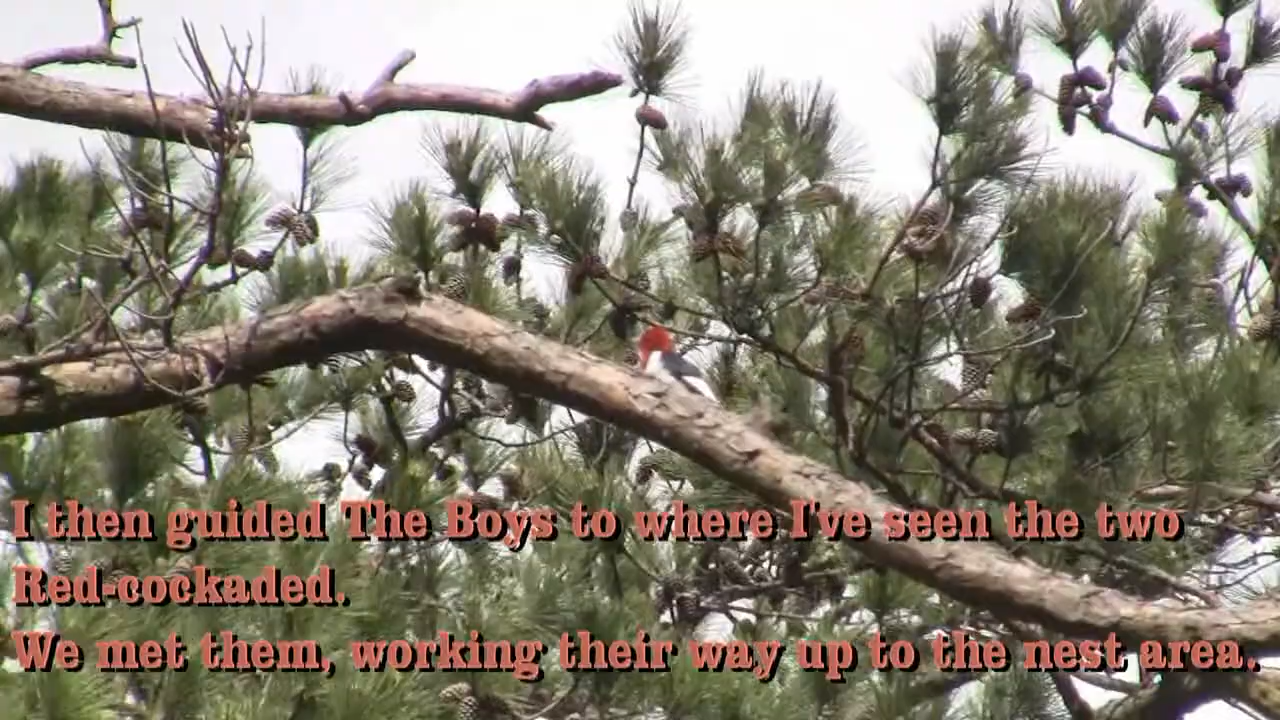 I then guided The Boys to where I've seen the two
Red-cockaded.
We met them, working their way up to the nest area.